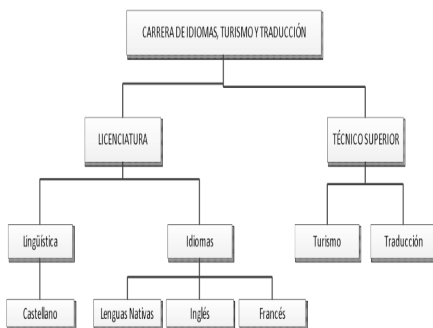 CARRERA DE IDIOMAS, TURISMO Y TRADUCCIÓN
LICENCIATURA
TÉCNICO SUPERIOR
Lingüística
Idiomas
Turismo
Traducción
Castellano
Lenguas Nativas
Inglés
Francés